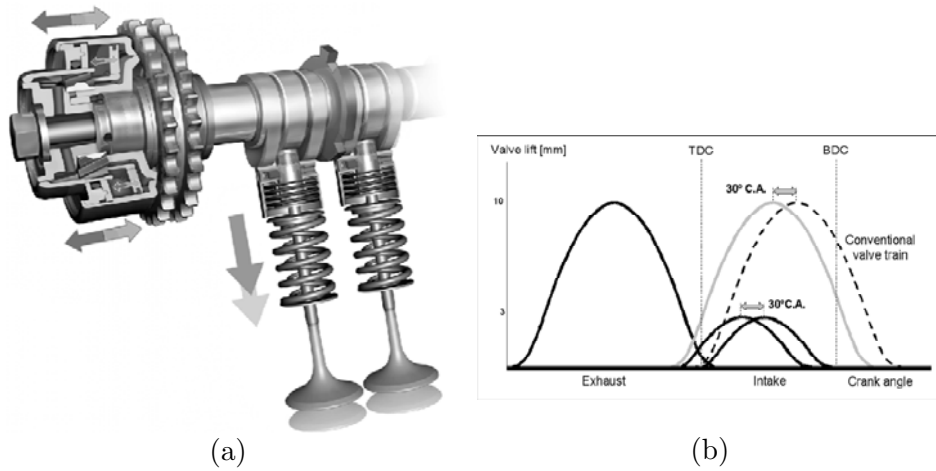 Valve lift [mm]
TDC
BDC
30° C.A.
10
Conventional
valve train
30°C.A.
3
Exhaust
Intake
Crank angle
(a)
(b)